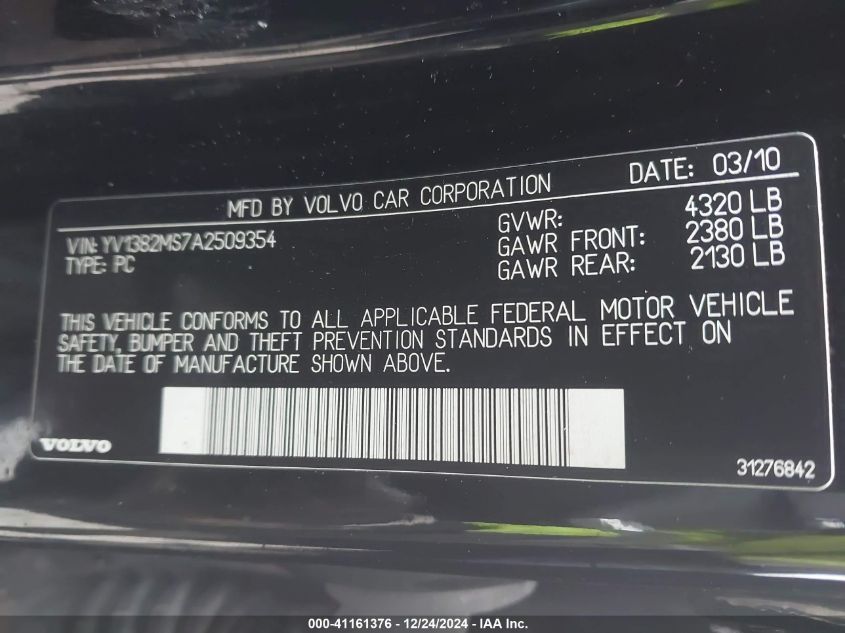 MFD BY VOLVO CAR CORPORATION DATE: 03/10
VIN: YV1382MS7A2509354 GVWR: 4320 LB
TYPE: PC GAWR FRONT: 2380 LB
GAWR REAR: 2130 LB
THIS VEHICLE CONFORMS TO ALL APPLICABLE FEDERAL MOTOR VEHICLE
SAFETY, BUMPER AND THEFT PREVENTION STANDARDS IN EFFECT ON
THE DATE OF MANUFACTURE SHOWN ABOVE.
VOLVO
31276842
000-41161376 - 12/24/2024 - IAA Inc.